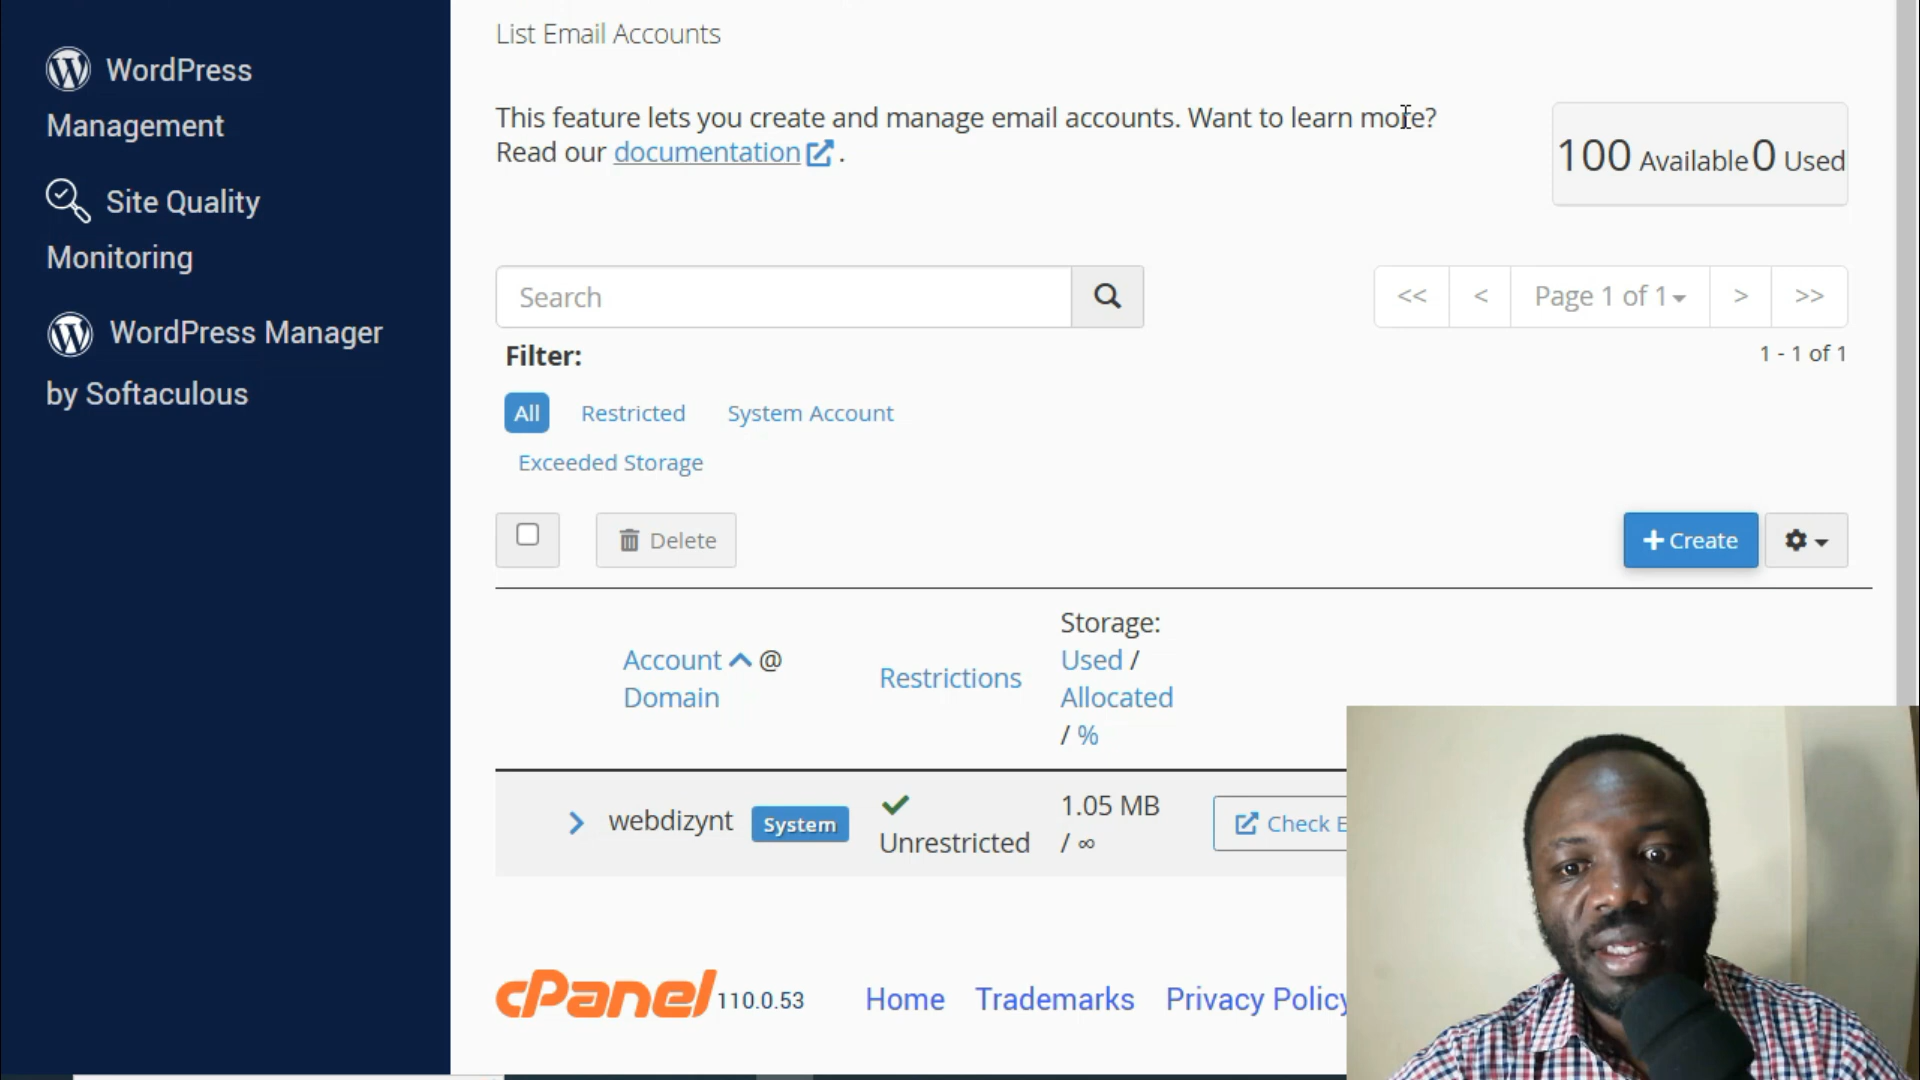 WordPress
Management
Site Quality
Monitoring
WordPress Manager
by Softaculous
List Email Accounts
This feature lets you create and manage email accounts. Want to learn more?
Read our documentation .
100 Available 0 Used
Search
<< < Page 1 of 1 > >>
1 - 1 of 1
Filter:
All Restricted System Account
Exceeded Storage
Delete
+ Create
Account @
Domain
Restrictions
Storage:
Used /
Allocated
/ %
webdizynt System
Unrestricted
1.05 MB
/ ∞
Check E
cPanel 110.0.53 Home Trademarks Privacy Policy